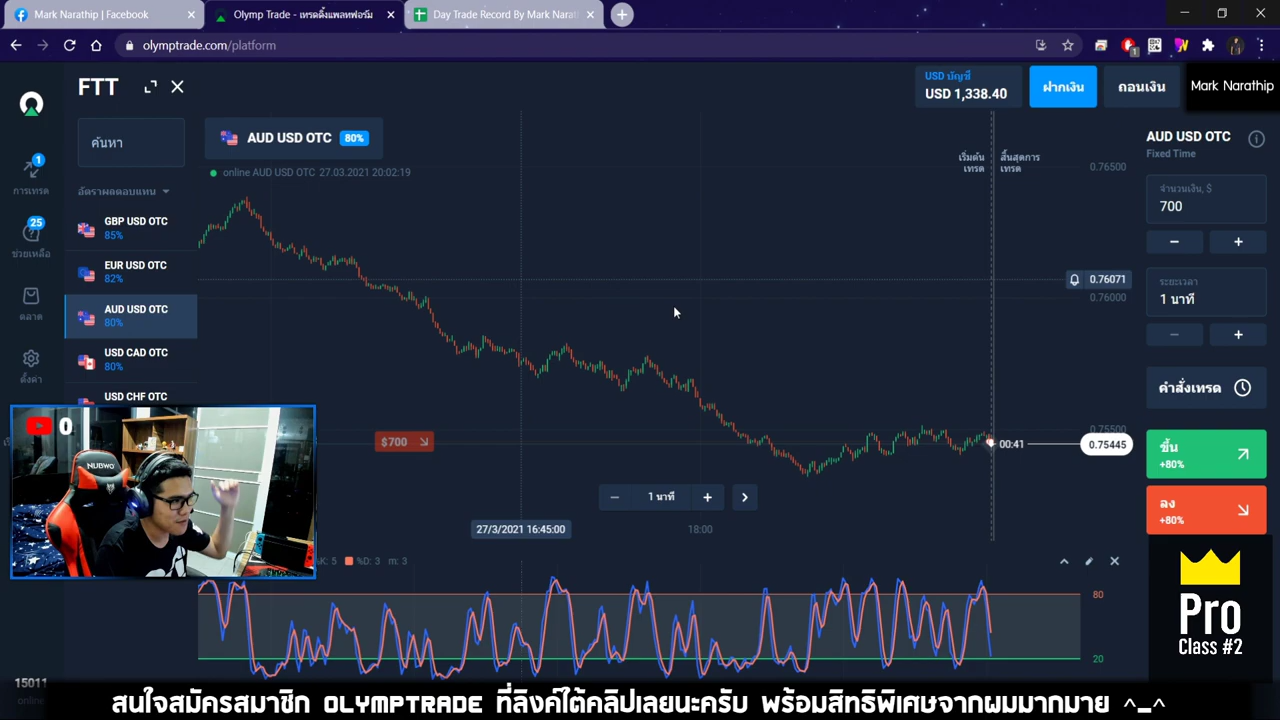 Mark Narathip | Facebook
Olymp Trade - เทรดดิ้งแพลทฟอร์ม
Day Trade Record By Mark Narat
olymptrade.com/platform
1
FTT
USD บัญชี
USD 1,338.40
ฝากเงิน
ถอนเงิน
Mark Narathip
ค้นหา
AUD USD OTC 80%
online AUD USD OTC 27.03.2021 20:02:19
เริ่มต้น
เทรด
สิ้นสุดการ
เทรด
0.76500
AUD USD OTC
Fixed Time
1
การเทรด
อัตราผลตอบแทน
จำนวนเงิน, $
700
GBP USD OTC
85%
25
ช่วยเหลือ
EUR USD OTC
82%
0.76071
0.76000
ระยะเวลา
1 นาที
AUD USD OTC
80%
ตลาด
USD CAD OTC
80%
ตั้งค่า
USD CHF OTC
คำสั่งเทรด
0
NUBWO
$700
00:41
0.75500
0.75445
ขึ้น
+80%
ลง
+80%
1 นาที
27/3/2021 16:45:00
18:00
%K: 5 %D: 3 m: 3
80
20
Pro
Class #2
15011
online
สนใจสมัครสมาชิก OLYMPTRADE ที่ลิงค์ใต้คลิปเลยนะครับ พร้อมสิทธิพิเศษจากผมมากมาย ^_^